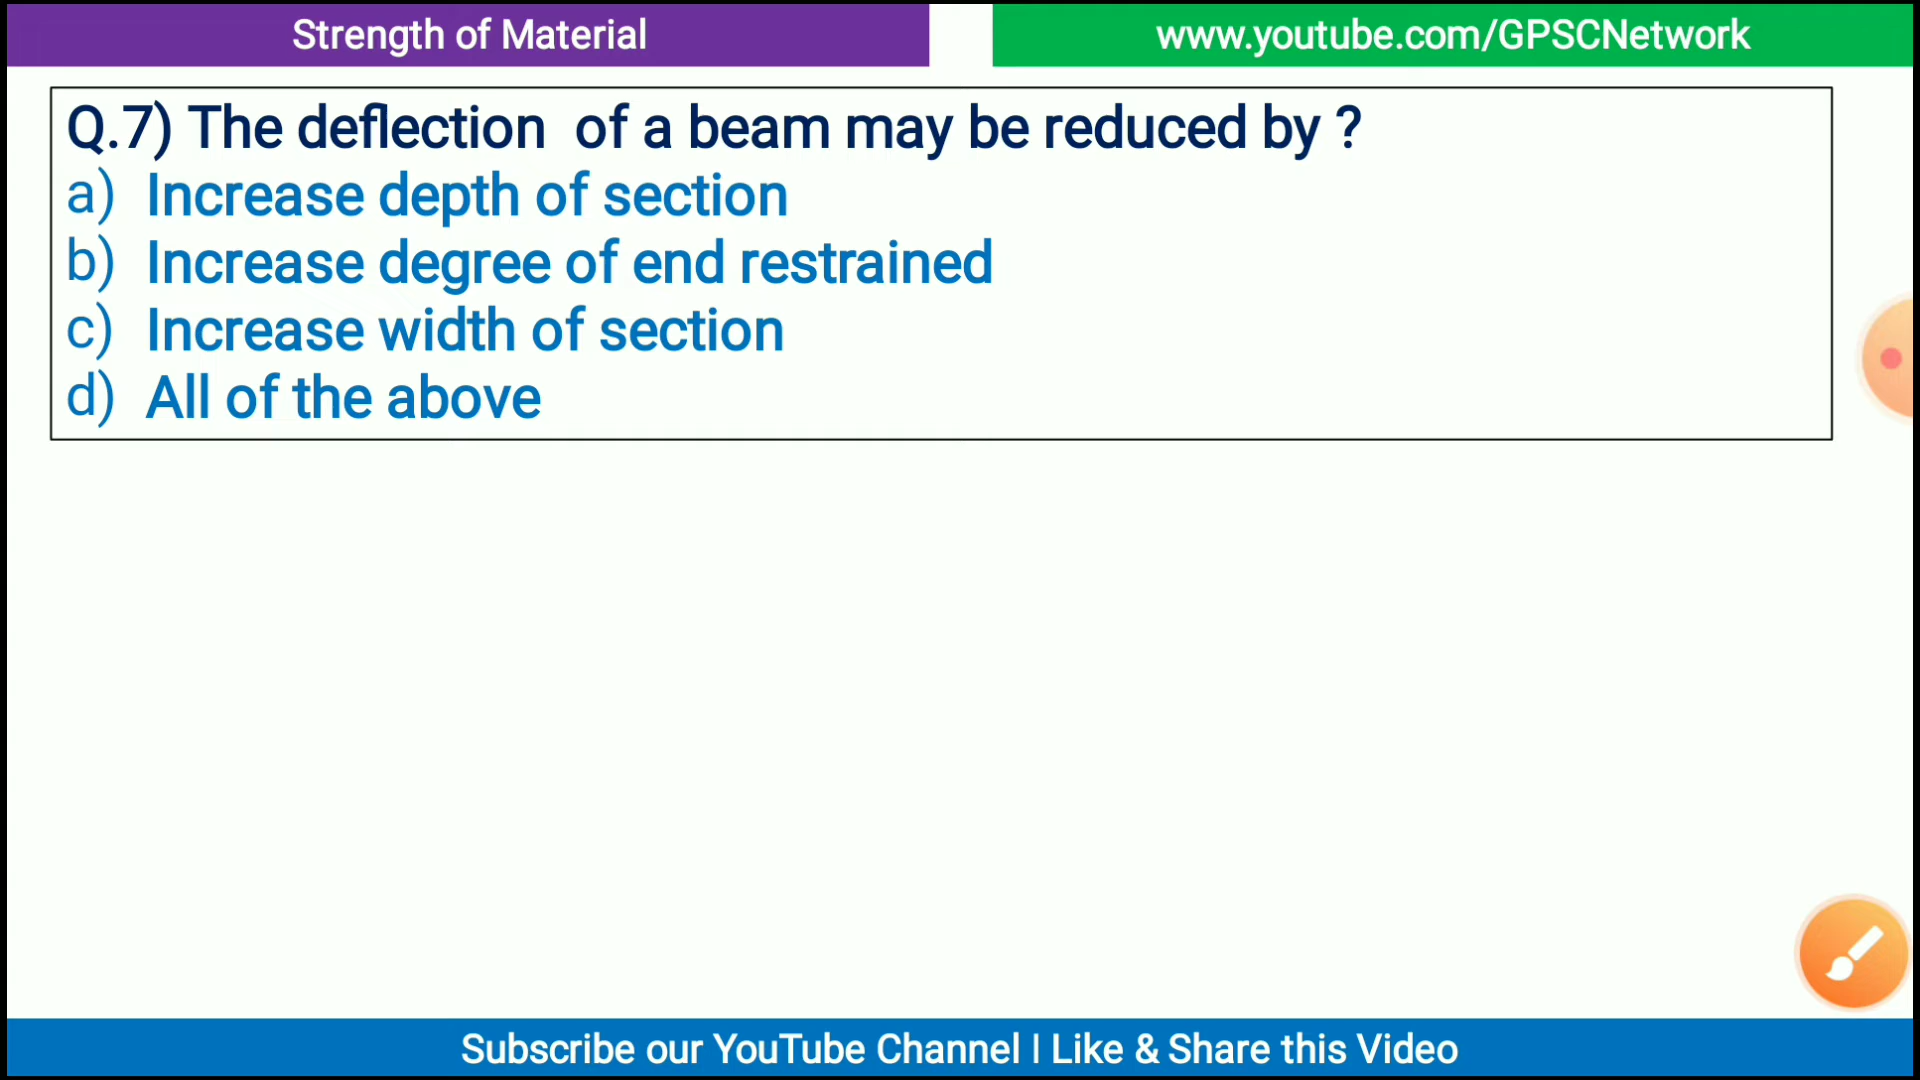 Strength of Material
www.youtube.com/GPSCNetwork
Q.7) The deflection of a beam may be reduced by ?
a) Increase depth of section
b) Increase degree of end restrained
c) Increase width of section
d) All of the above
Subscribe our YouTube Channel I Like & Share this Video